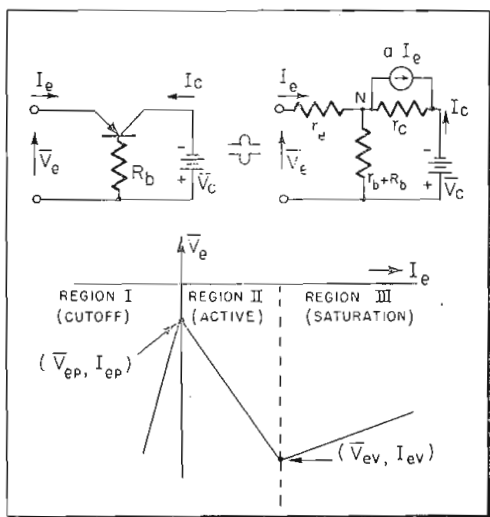 a I_e
I_e I_c I_e N I_c
r_e r_c
V̅_e R_b - V̅_c + V̅_e r_b+R_b - V̅_c +
V̅_e
I_e
REGION I REGION II REGION III
(CUTOFF) (ACTIVE) (SATURATION)
(V̅_ep, I_ep)
(V̅_ev, I_ev)